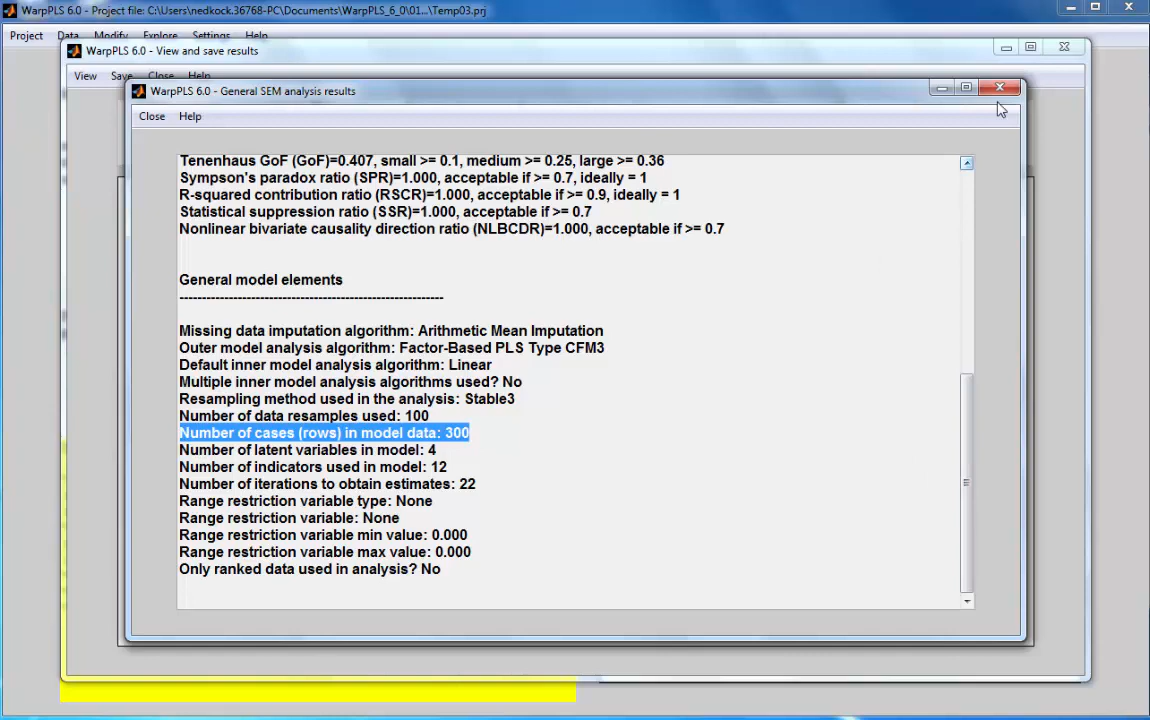 WarpPLS 6.0 - Project file: C:\Users\nedkock.36768-PC\Documents\WarpPLS_6_0\01...\Temp03.prj
Project Data Modify Explore Settings Help
WarpPLS 6.0 - View and save results
View Save Close Help
WarpPLS 6.0 - General SEM analysis results
Close Help
Tenenhaus GoF (GoF)=0.407, small >= 0.1, medium >= 0.25, large >= 0.36
Sympson's paradox ratio (SPR)=1.000, acceptable if >= 0.7, ideally = 1
R-squared contribution ratio (RSCR)=1.000, acceptable if >= 0.9, ideally = 1
Statistical suppression ratio (SSR)=1.000, acceptable if >= 0.7
Nonlinear bivariate causality direction ratio (NLBCDR)=1.000, acceptable if >= 0.7
General model elements
-----------------------------------------------------------
Missing data imputation algorithm: Arithmetic Mean Imputation
Outer model analysis algorithm: Factor-Based PLS Type CFM3
Default inner model analysis algorithm: Linear
Multiple inner model analysis algorithms used? No
Resampling method used in the analysis: Stable3
Number of data resamples used: 100
Number of cases (rows) in model data: 300
Number of latent variables in model: 4
Number of indicators used in model: 12
Number of iterations to obtain estimates: 22
Range restriction variable type: None
Range restriction variable: None
Range restriction variable min value: 0.000
Range restriction variable max value: 0.000
Only ranked data used in analysis? No